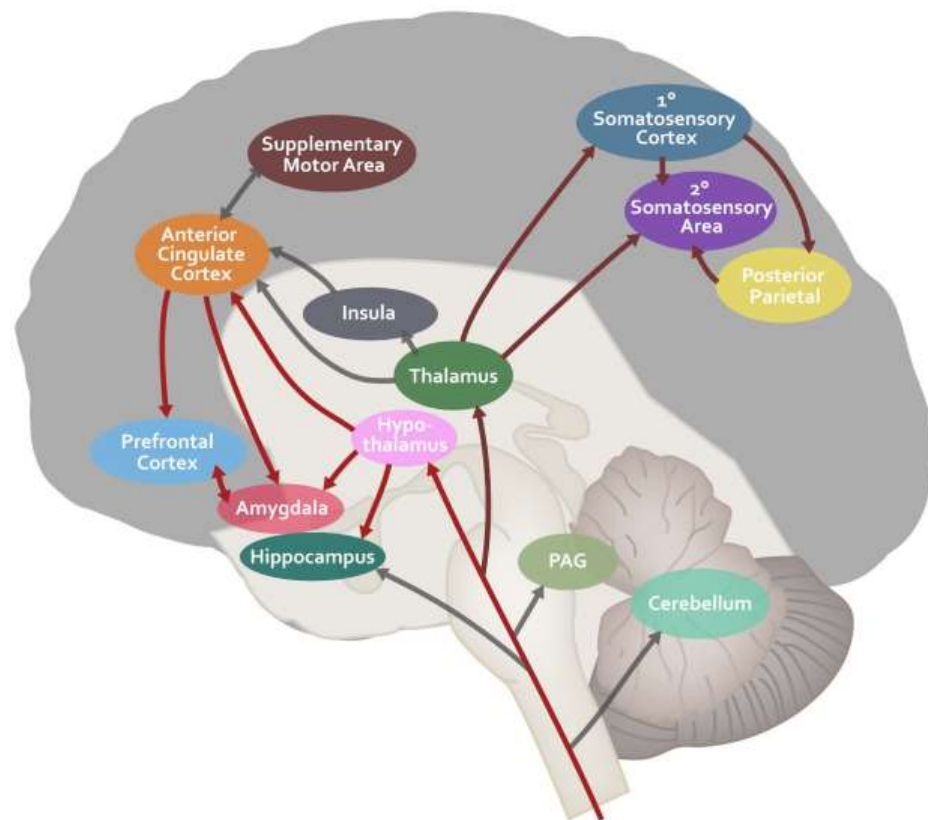 1°
Somatosensory
Cortex
Supplementary
Motor Area
2°
Somatosensory
Area
Anterior
Cingulate
Cortex
Posterior
Parietal
Insula
Thalamus
Hypo-
thalamus
Prefrontal
Cortex
Amygdala
Hippocampus
PAG
Cerebellum